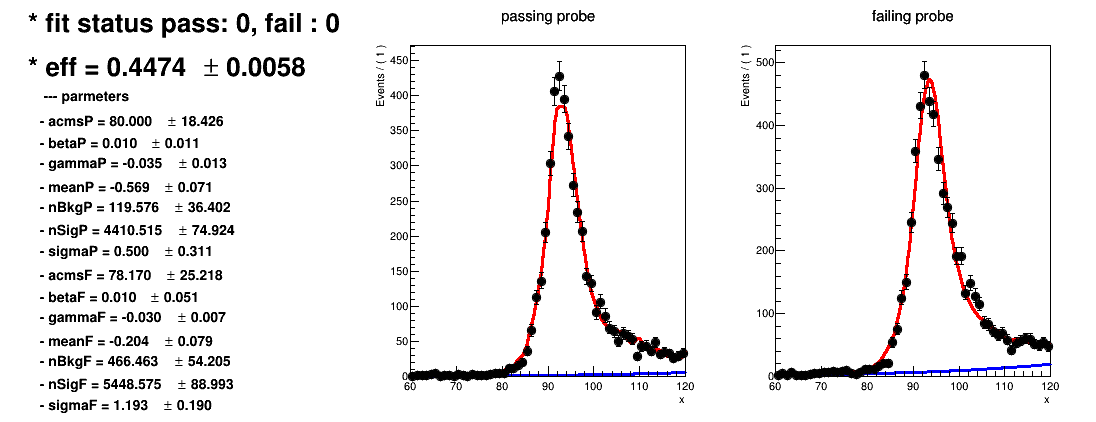 * fit status pass: 0, fail : 0
* eff = 0.4474 ± 0.0058
--- parmeters
- acmsP = 80.000 ± 18.426
- betaP = 0.010 ± 0.011
- gammaP = -0.035 ± 0.013
- meanP = -0.569 ± 0.071
- nBkgP = 119.576 ± 36.402
- nSigP = 4410.515 ± 74.924
- sigmaP = 0.500 ± 0.311
- acmsF = 78.170 ± 25.218
- betaF = 0.010 ± 0.051
- gammaF = -0.030 ± 0.007
- meanF = -0.204 ± 0.079
- nBkgF = 466.463 ± 54.205
- nSigF = 5448.575 ± 88.993
- sigmaF = 1.193 ± 0.190
passing probe
Events / ( 1 )
450
400
350
300
250
200
150
100
50
0
60 70 80 90 100 110 120
x
failing probe
Events / ( 1 )
500
400
300
200
100
0
60 70 80 90 100 110 120
x